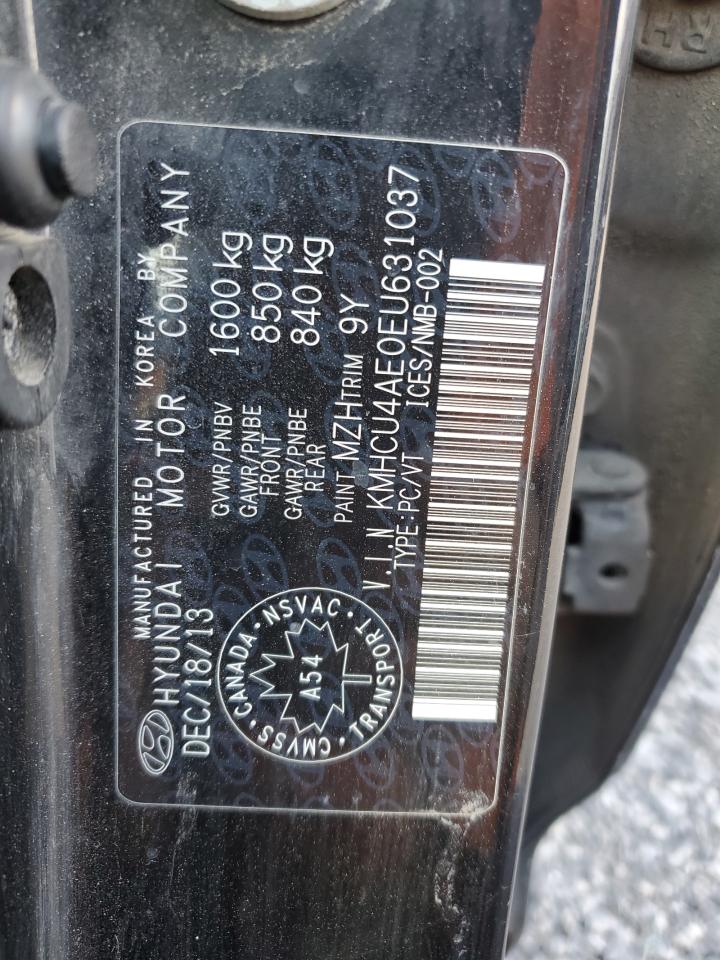 MANUFACTURED IN KOREA BY
HYUNDAI MOTOR COMPANY
DEC/18/13
GVWR/PNBV 1600 kg
GAWR/PNBE FRONT 850 kg
GAWR/PNBE REAR 840 kg
PAINT MZH TRIM 9Y
V.I.N KMHCU4AE0EU631037
TYPE:PC/VT ICES/NMB-002
CANADA · NSVAC · TRANSPORT · CMVSS ·
A54
RH